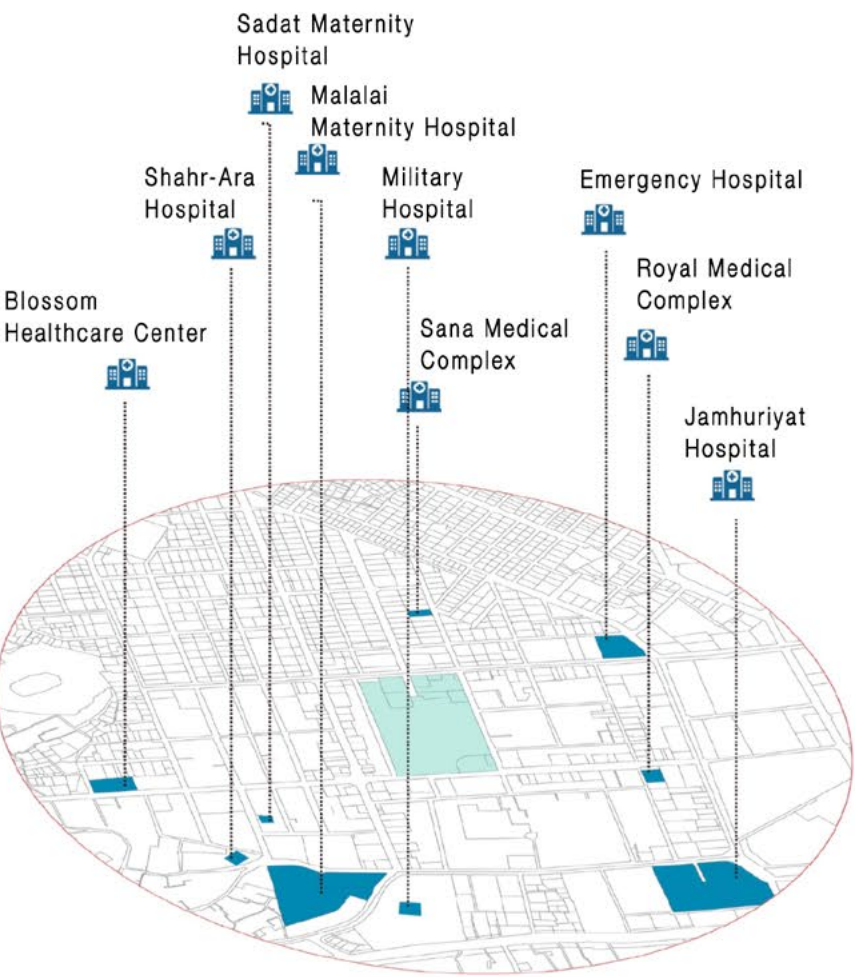 Sadat Maternity
Hospital
Malalai
Maternity Hospital
Shahr-Ara
Hospital
Military
Hospital
Emergency Hospital
Royal Medical
Complex
Blossom
Healthcare Center
Sana Medical
Complex
Jamhuriyat
Hospital